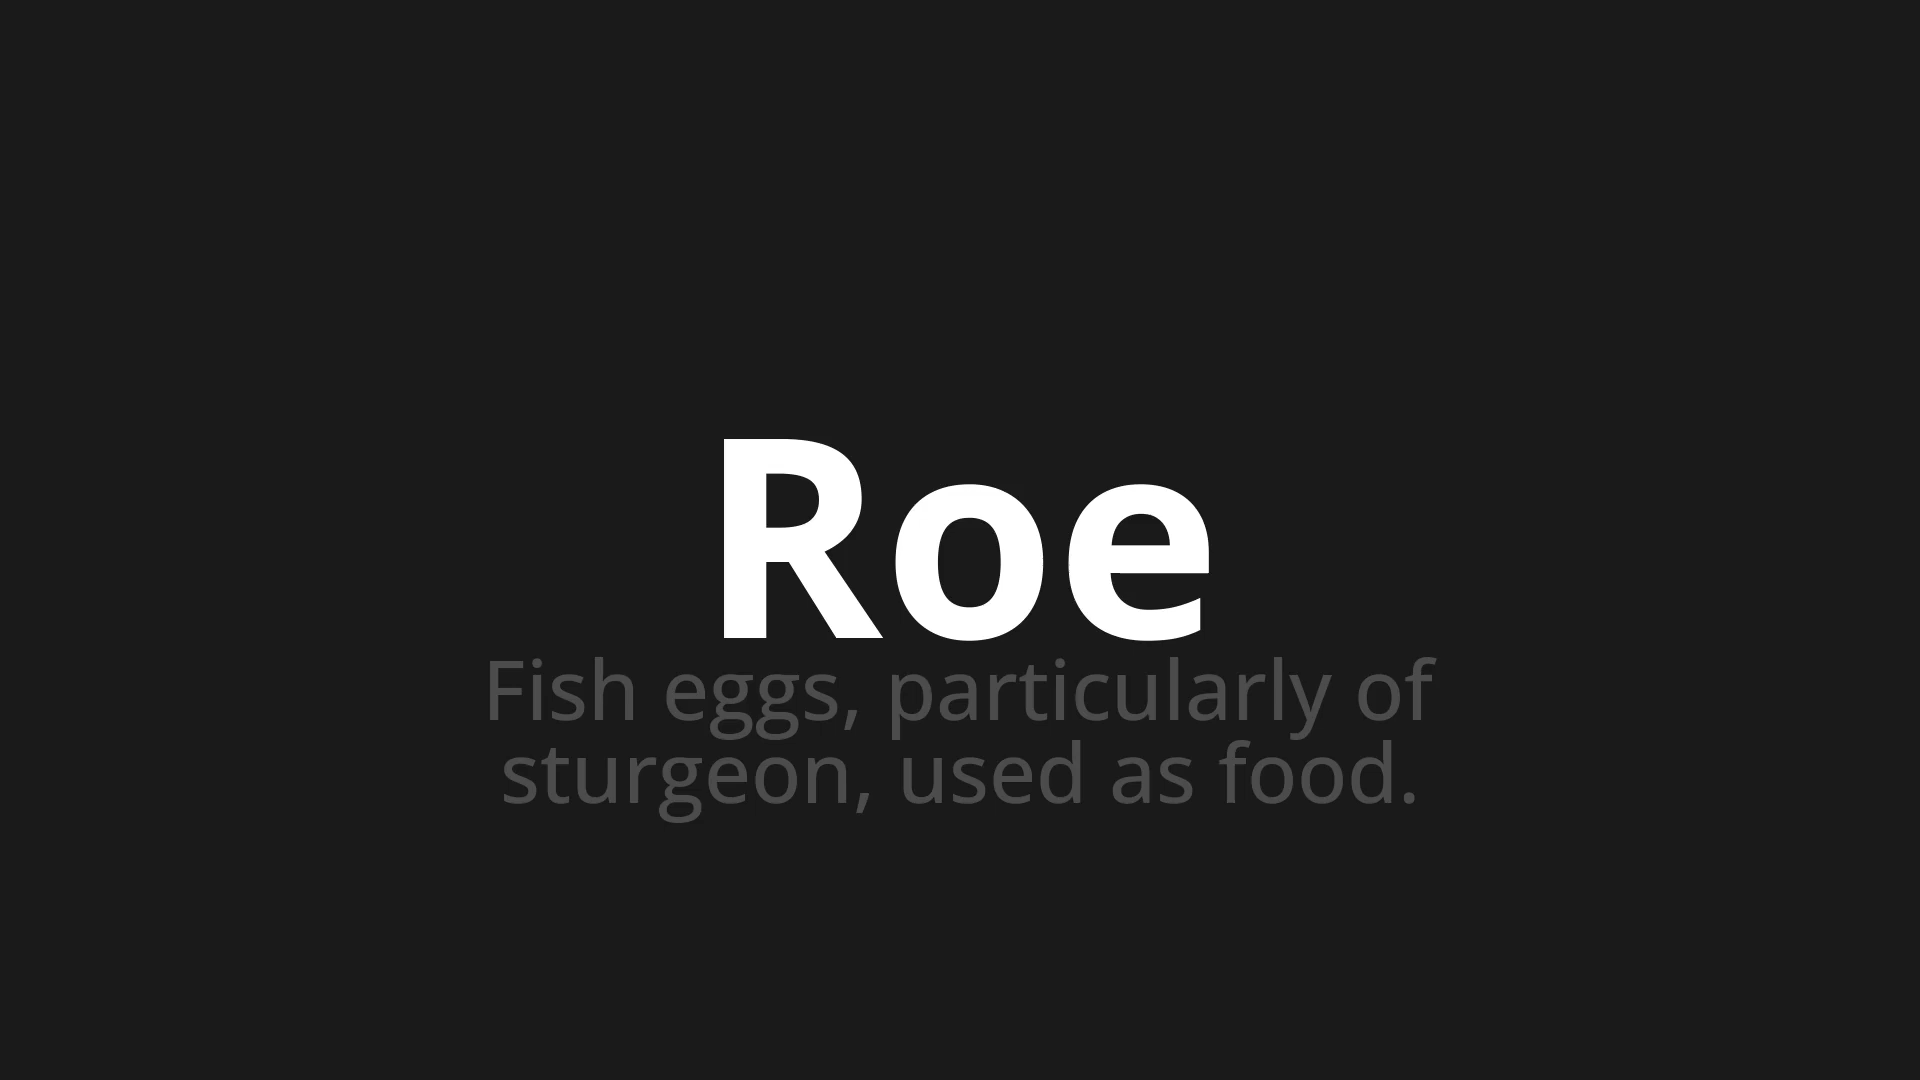 Roe
Fish eggs, particularly of
sturgeon, used as food.